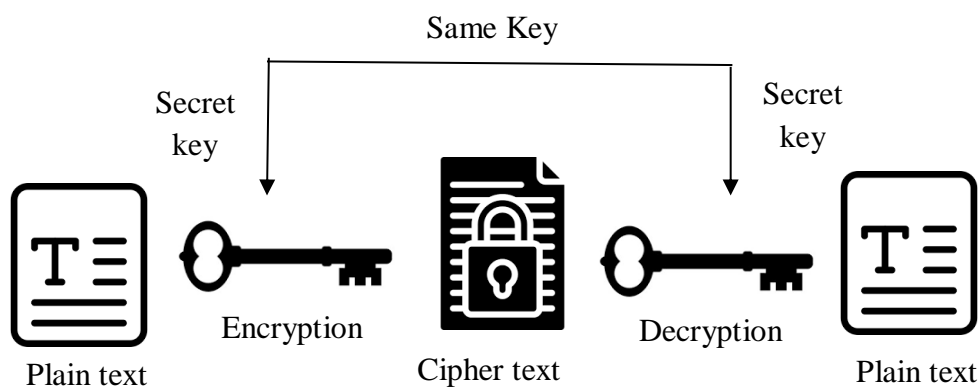 Same Key
Secret
key
Secret
key
Encryption
Decryption
Plain text
Cipher text
Plain text